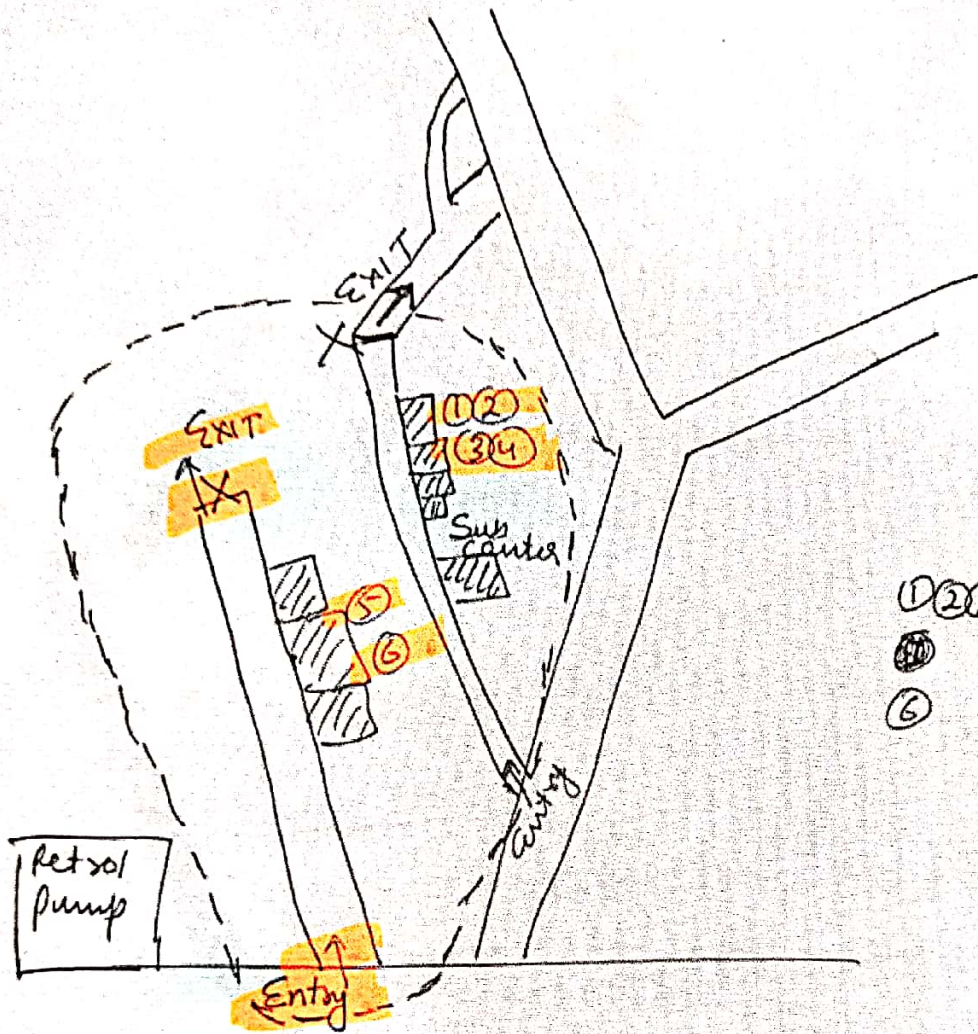 EXIT
①②
③④
EXIT
X
X
Sub
center
⑤
⑥
①②
⑥
entry
Petrol
Pump
Entry